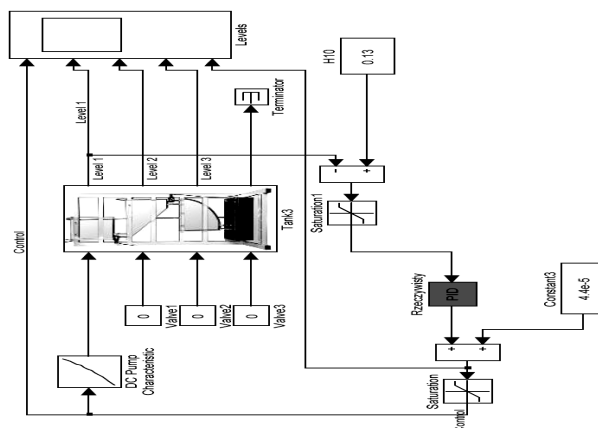 Levels
H10
0.13
Terminator
Level 1
Level 1
Level 2
Level 3
Control
Tank3
Saturation1
0
Valve1
0
Valve2
0
Valve3
Rzeczywisty
PID
Constant3
4.4e-5
DC Pump
Characteristic
Saturation
Control
-
+
+
+